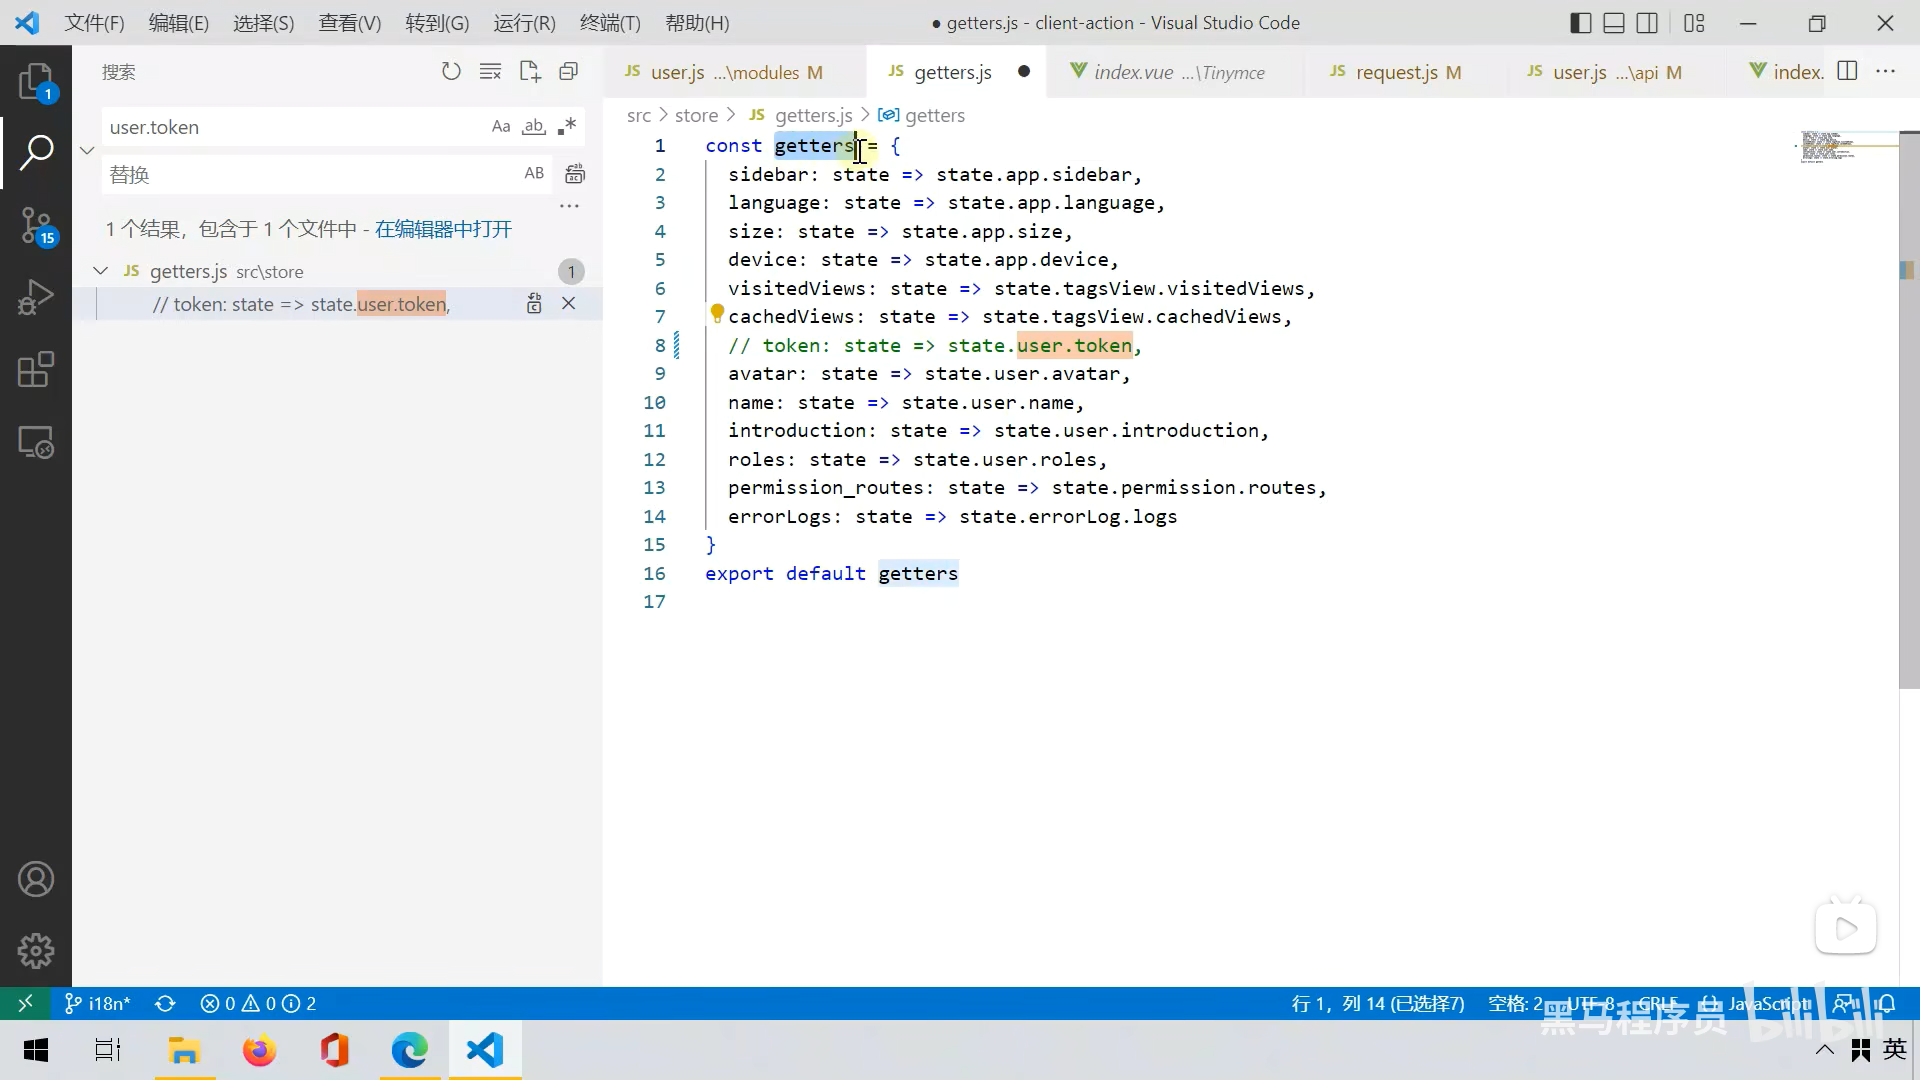 文件(F) 编辑(E) 选择(S) 查看(V) 转到(G) 运行(R) 终端(T) 帮助(H) ● getters.js - client-action - Visual Studio Code
搜索
JS user.js ...\modules M JS getters.js ● index.vue ...\Tinymce JS request.js M JS user.js ...\api M index. ...
src > store > JS getters.js > getters
1
user.token Aa ab .*
替换 AB
...
1 个结果，包含于 1 个文件中 - 在编辑器中打开
JS getters.js src\store 1
// token: state => state.user.token,
15
1 const getters = {
2 sidebar: state => state.app.sidebar,
3 language: state => state.app.language,
4 size: state => state.app.size,
5 device: state => state.app.device,
6 visitedViews: state => state.tagsView.visitedViews,
7 cachedViews: state => state.tagsView.cachedViews,
8 // token: state => state.user.token,
9 avatar: state => state.user.avatar,
10 name: state => state.user.name,
11 introduction: state => state.user.introduction,
12 roles: state => state.user.roles,
13 permission_routes: state => state.permission.routes,
14 errorLogs: state => state.errorLog.logs
15 }
16 export default getters
17
i18n* 0 0 2 行 1，列 14 (已选择7) 空格: 2 UTF-8 CRLF {} JavaScript
黑马程序员 bilibili
英